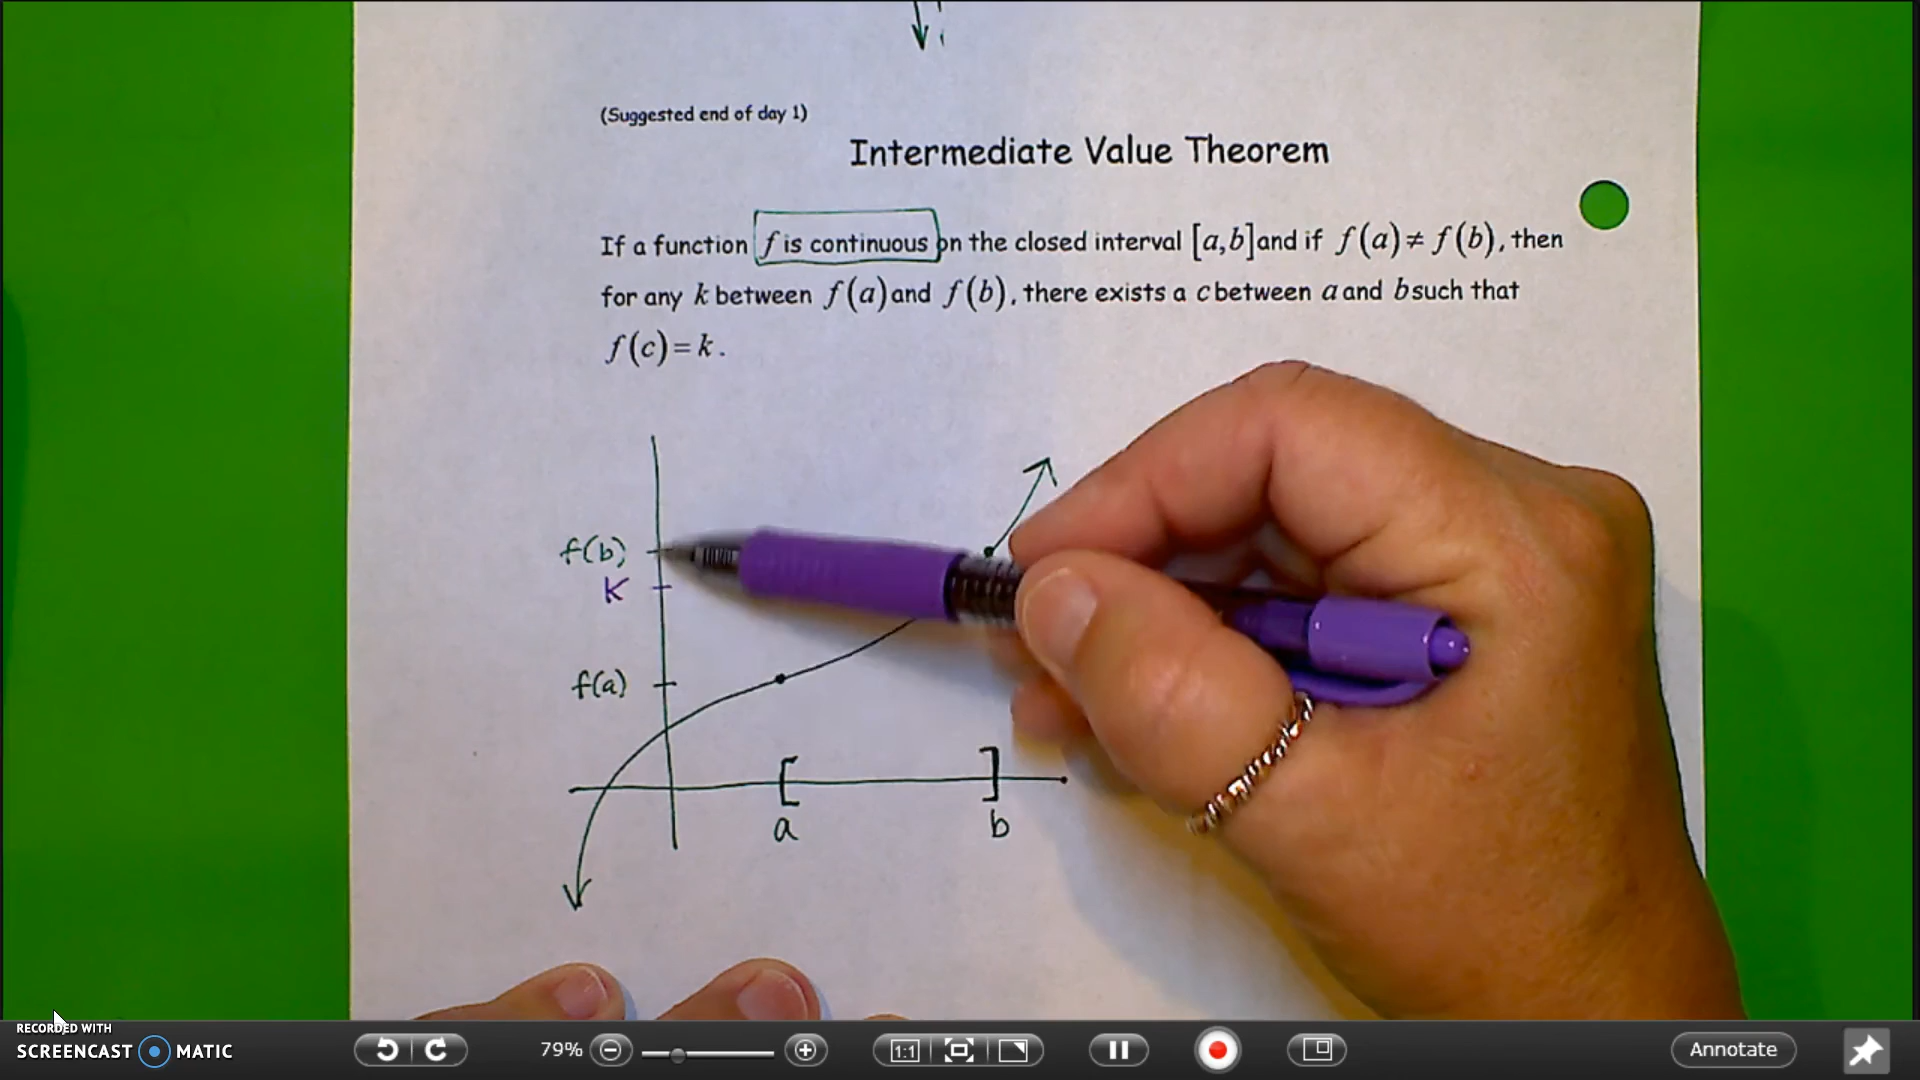 (Suggested end of day 1)
Intermediate Value Theorem
If a function f is continuous on the closed interval [a,b] and if f(a) ≠ f(b), then
for any k between f(a) and f(b), there exists a c between a and b such that
f(c) = k.
f(b)
K
f(a)
[ ]
a b
RECORDED WITH
SCREENCAST MATIC
79%
1:1
Annotate